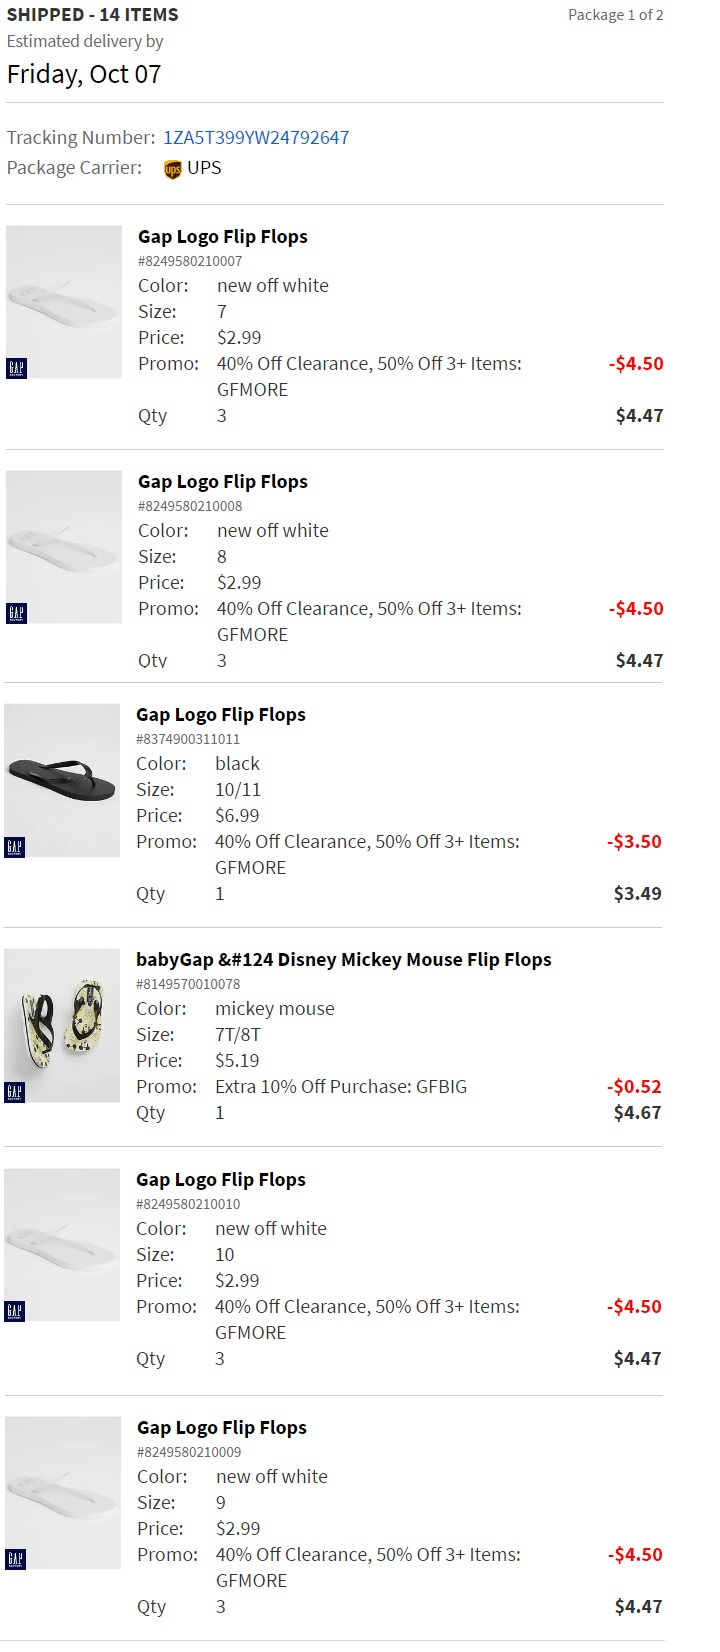 SHIPPED - 14 ITEMS
Package 1 of 2
Estimated delivery by
Friday, Oct 07
Tracking Number: 1ZA5T399YW24792647
Package Carrier: ups UPS
Gap Logo Flip Flops
#8249580210007
Color: new off white
Size: 7
Price: $2.99
Promo: 40% Off Clearance, 50% Off 3+ Items: -$4.50
GFMORE
GAP
FACTORY
Qty 3 $4.47
Gap Logo Flip Flops
#8249580210008
Color: new off white
Size: 8
Price: $2.99
Promo: 40% Off Clearance, 50% Off 3+ Items: -$4.50
GFMORE
GAP
FACTORY
Qty 3 $4.47
Gap Logo Flip Flops
#8374900311011
Color: black
Size: 10/11
Price: $6.99
Promo: 40% Off Clearance, 50% Off 3+ Items: -$3.50
GFMORE
GAP
FACTORY
Qty 1 $3.49
babyGap &#124 Disney Mickey Mouse Flip Flops
#8149570010078
Color: mickey mouse
Size: 7T/8T
Price: $5.19
Promo: Extra 10% Off Purchase: GFBIG -$0.52
GAP
FACTORY
Qty 1 $4.67
Gap Logo Flip Flops
#8249580210010
Color: new off white
Size: 10
Price: $2.99
Promo: 40% Off Clearance, 50% Off 3+ Items: -$4.50
GFMORE
GAP
FACTORY
Qty 3 $4.47
Gap Logo Flip Flops
#8249580210009
Color: new off white
Size: 9
Price: $2.99
Promo: 40% Off Clearance, 50% Off 3+ Items: -$4.50
GFMORE
GAP
FACTORY
Qty 3 $4.47